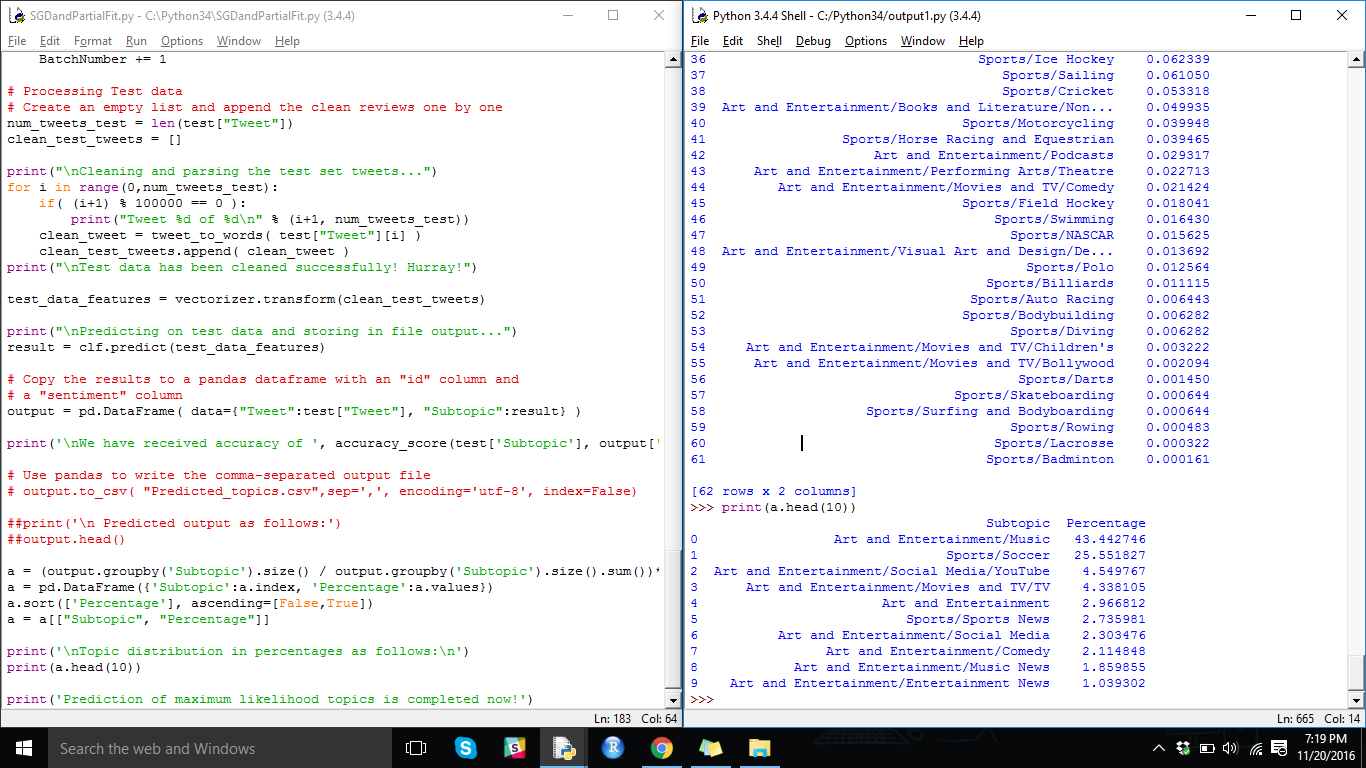 SGDandPartialFit.py - C:\Python34\SGDandPartialFit.py (3.4.4)
File Edit Format Run Options Window Help
    BatchNumber += 1

# Processing Test data
# Create an empty list and append the clean reviews one by one
num_tweets_test = len(test["Tweet"])
clean_test_tweets = []

print("\nCleaning and parsing the test set tweets...")
for i in range(0,num_tweets_test):
    if( (i+1) % 100000 == 0 ):
        print("Tweet %d of %d\n" % (i+1, num_tweets_test))
    clean_tweet = tweet_to_words( test["Tweet"][i] )
    clean_test_tweets.append( clean_tweet )
print("\nTest data has been cleaned successfully! Hurray!")

test_data_features = vectorizer.transform(clean_test_tweets)

print("\nPredicting on test data and storing in file output...")
result = clf.predict(test_data_features)

# Copy the results to a pandas dataframe with an "id" column and
# a "sentiment" column
output = pd.DataFrame( data={"Tweet":test["Tweet"], "Subtopic":result} )

print('\nWe have received accuracy of ', accuracy_score(test['Subtopic'], output['

# Use pandas to write the comma-separated output file
# output.to_csv( "Predicted_topics.csv",sep=',', encoding='utf-8', index=False)

##print('\n Predicted output as follows:')
##output.head()

a = (output.groupby('Subtopic').size() / output.groupby('Subtopic').size().sum())*
a = pd.DataFrame({'Subtopic':a.index, 'Percentage':a.values})
a.sort(['Percentage'], ascending=[False,True])
a = a[["Subtopic", "Percentage"]]

print('\nTopic distribution in percentages as follows:\n')
print(a.head(10))

print('Prediction of maximum likelihood topics is completed now!')
Ln: 183 Col: 64
Python 3.4.4 Shell - C:/Python34/output1.py (3.4.4)
File Edit Shell Debug Options Window Help
36 Sports/Ice Hockey 0.062339
37 Sports/Sailing 0.061050
38 Sports/Cricket 0.053318
39 Art and Entertainment/Books and Literature/Non... 0.049935
40 Sports/Motorcycling 0.039948
41 Sports/Horse Racing and Equestrian 0.039465
42 Art and Entertainment/Podcasts 0.029317
43 Art and Entertainment/Performing Arts/Theatre 0.022713
44 Art and Entertainment/Movies and TV/Comedy 0.021424
45 Sports/Field Hockey 0.018041
46 Sports/Swimming 0.016430
47 Sports/NASCAR 0.015625
48 Art and Entertainment/Visual Art and Design/De... 0.013692
49 Sports/Polo 0.012564
50 Sports/Billiards 0.011115
51 Sports/Auto Racing 0.006443
52 Sports/Bodybuilding 0.006282
53 Sports/Diving 0.006282
54 Art and Entertainment/Movies and TV/Children's 0.003222
55 Art and Entertainment/Movies and TV/Bollywood 0.002094
56 Sports/Darts 0.001450
57 Sports/Skateboarding 0.000644
58 Sports/Surfing and Bodyboarding 0.000644
59 Sports/Rowing 0.000483
60 Sports/Lacrosse 0.000322
61 Sports/Badminton 0.000161

[62 rows x 2 columns]
>>> print(a.head(10))
Subtopic Percentage
0 Art and Entertainment/Music 43.442746
1 Sports/Soccer 25.551827
2 Art and Entertainment/Social Media/YouTube 4.549767
3 Art and Entertainment/Movies and TV/TV 4.338105
4 Art and Entertainment 2.966812
5 Sports/Sports News 2.735981
6 Art and Entertainment/Social Media 2.303476
7 Art and Entertainment/Comedy 2.114848
8 Art and Entertainment/Music News 1.859855
9 Art and Entertainment/Entertainment News 1.039302
>>>
Ln: 665 Col: 14
Search the web and Windows
7:19 PM
11/20/2016